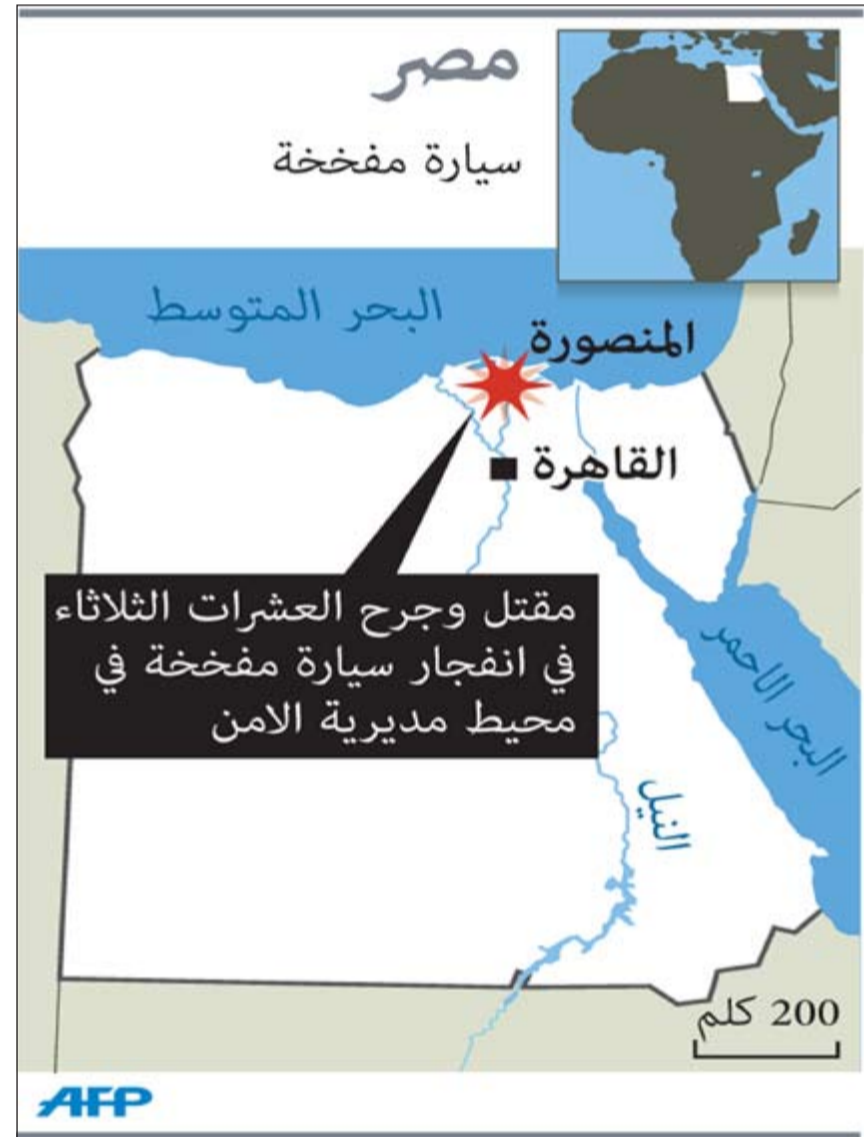 مصر
سيارة مفخخة
البحر المتوسط
المنصورة
القاهرة
مقتل وجرح العشرات الثلاثاء
في انفجار سيارة مفخخة في
محيط مديرية الامن
البحر الاحمر
النيل
200 كلم
AFP